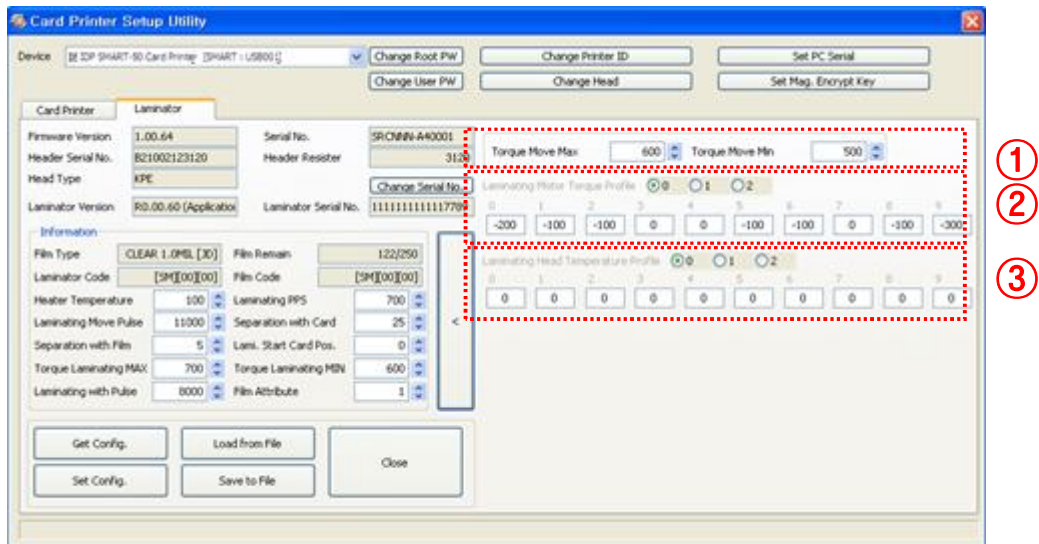 Card Printer Setup Utility
Device Change Root PW Change Printer ID Set PC Serial
Change User PW Change Head Set Mag. Encrypt Key
Card Printer Laminator
Firmware Version 1.00.64 Serial No. SRCNNN-A40001
Torque Move Max 600 Torque Move Min 500 ①
Header Serial No. B21002123120 Header Resister 3120
Head Type KPE Change Serial No.
Laminating Motor Torque Profile 0 1 2 ②
Laminator Version R0.00.60 (Application Laminator Serial No.
0 1 2 3 4 5 6 7 8 9
-200 -100 -100 0 0 -100 -100 0 -100 -300
Information
Film Type CLEAR 1.0MIL [30] Film Remain 122/250
Laminating Head Temperature Profile 0 1 2 ③
Laminator Code [SM][00][00] Film Code [SM][00][00]
0 1 2 3 4 5 6 7 8 9
0 0 0 0 0 0 0 0 0 0
Heater Temperature 100 Laminating PPS 700
Laminating Move Pulse 11000 Separation with Card 25 <
Separation with Film 5 Lami. Start Card Pos. 0
Torque Laminating MAX 700 Torque Laminating MIN 600
Laminating with Pulse 8000 Film Attribute 1
Get Config. Load from File Close
Set Config. Save to File